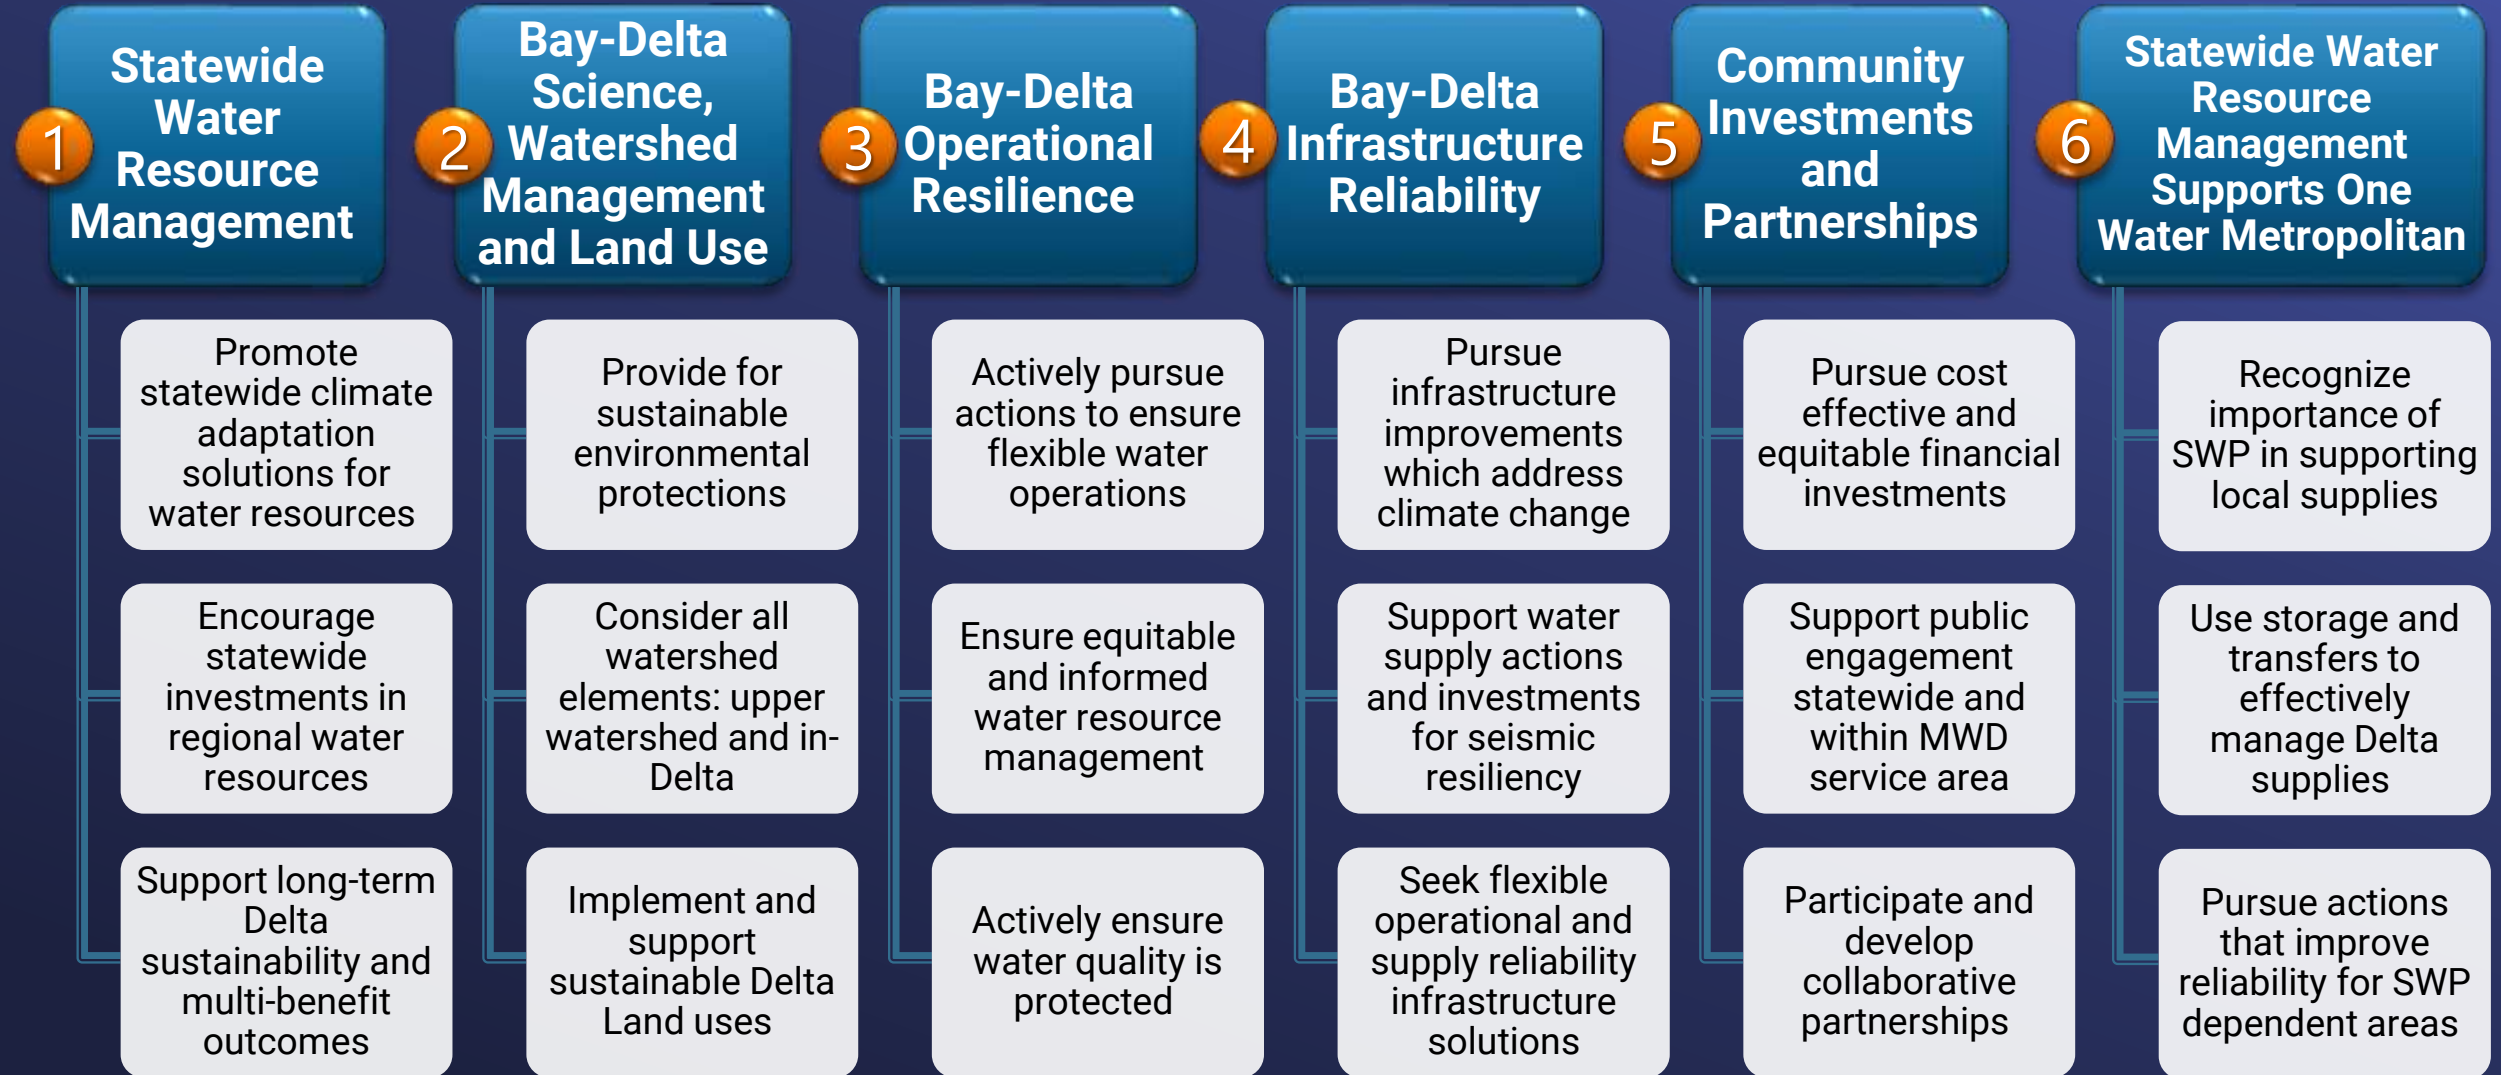 1
Statewide
Water
Resource
Management
Promote
statewide climate
adaptation
solutions for
water resources
Encourage
statewide
investments in
regional water
resources
Support long-term
Delta
sustainability and
multi-benefit
outcomes
2
Bay-Delta
Science,
Watershed
Management
and Land Use
Provide for
sustainable
environmental
protections
Consider all
watershed
elements: upper
watershed and in-
Delta
Implement and
support
sustainable Delta
Land uses
3
Bay-Delta
Operational
Resilience
Actively pursue
actions to ensure
flexible water
operations
Ensure equitable
and informed
water resource
management
Actively ensure
water quality is
protected
4
Bay-Delta
Infrastructure
Reliability
Pursue
infrastructure
improvements
which address
climate change
Support water
supply actions
and investments
for seismic
resiliency
Seek flexible
operational and
supply reliability
infrastructure
solutions
5
Community
Investments
and
Partnerships
Pursue cost
effective and
equitable financial
investments
Support public
engagement
statewide and
within MWD
service area
Participate and
develop
collaborative
partnerships
6
Statewide Water
Resource
Management
Supports One
Water Metropolitan
Recognize
importance of
SWP in supporting
local supplies
Use storage and
transfers to
effectively
manage Delta
supplies
Pursue actions
that improve
reliability for SWP
dependent areas